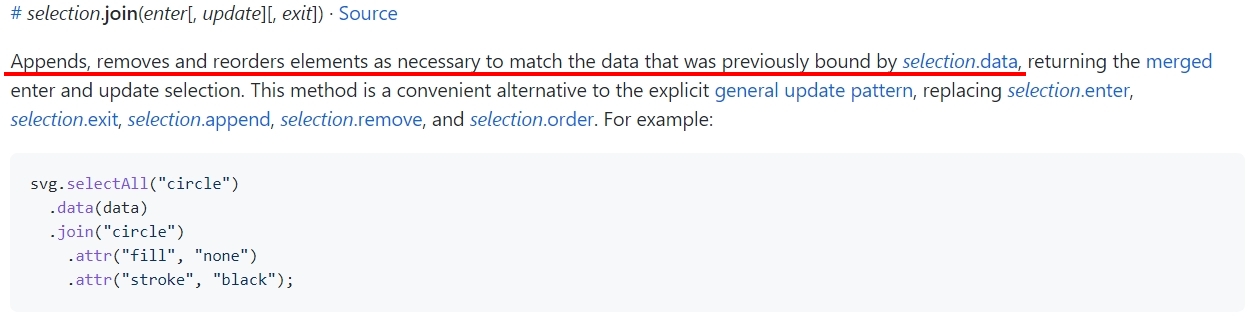 # selection.join(enter[, update][, exit]) · Source
Appends, removes and reorders elements as necessary to match the data that was previously bound by selection.data, returning the merged
enter and update selection. This method is a convenient alternative to the explicit general update pattern, replacing selection.enter,
selection.exit, selection.append, selection.remove, and selection.order. For example:
svg.selectAll("circle")
  .data(data)
  .join("circle")
    .attr("fill", "none")
    .attr("stroke", "black");